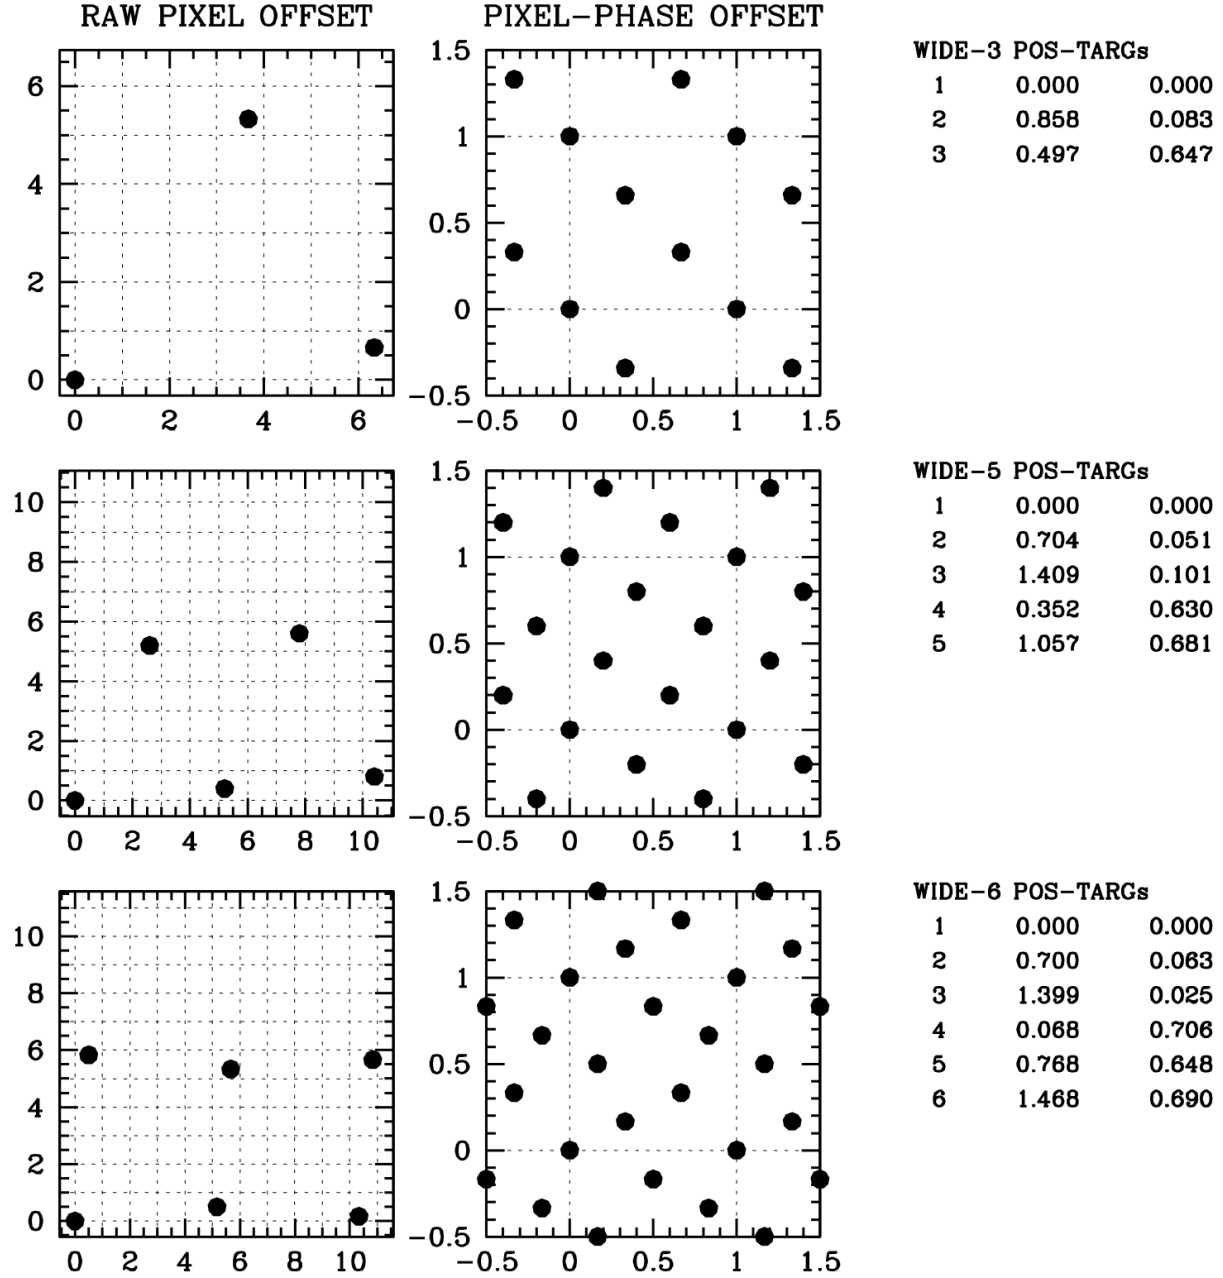 RAW PIXEL OFFSET
6
4
2
0
0 2 4 6
PIXEL-PHASE OFFSET
1.5
1
0.5
0
-0.5
-0.5 0 0.5 1 1.5
WIDE-3 POS-TARGs
1 0.000 0.000
2 0.858 0.083
3 0.497 0.647
10
8
6
4
2
0
0 2 4 6 8 10
1.5
1
0.5
0
-0.5
-0.5 0 0.5 1 1.5
WIDE-5 POS-TARGs
1 0.000 0.000
2 0.704 0.051
3 1.409 0.101
4 0.352 0.630
5 1.057 0.681
10
8
6
4
2
0
0 2 4 6 8 10
1.5
1
0.5
0
-0.5
-0.5 0 0.5 1 1.5
WIDE-6 POS-TARGs
1 0.000 0.000
2 0.700 0.063
3 1.399 0.025
4 0.068 0.706
5 0.768 0.648
6 1.468 0.690